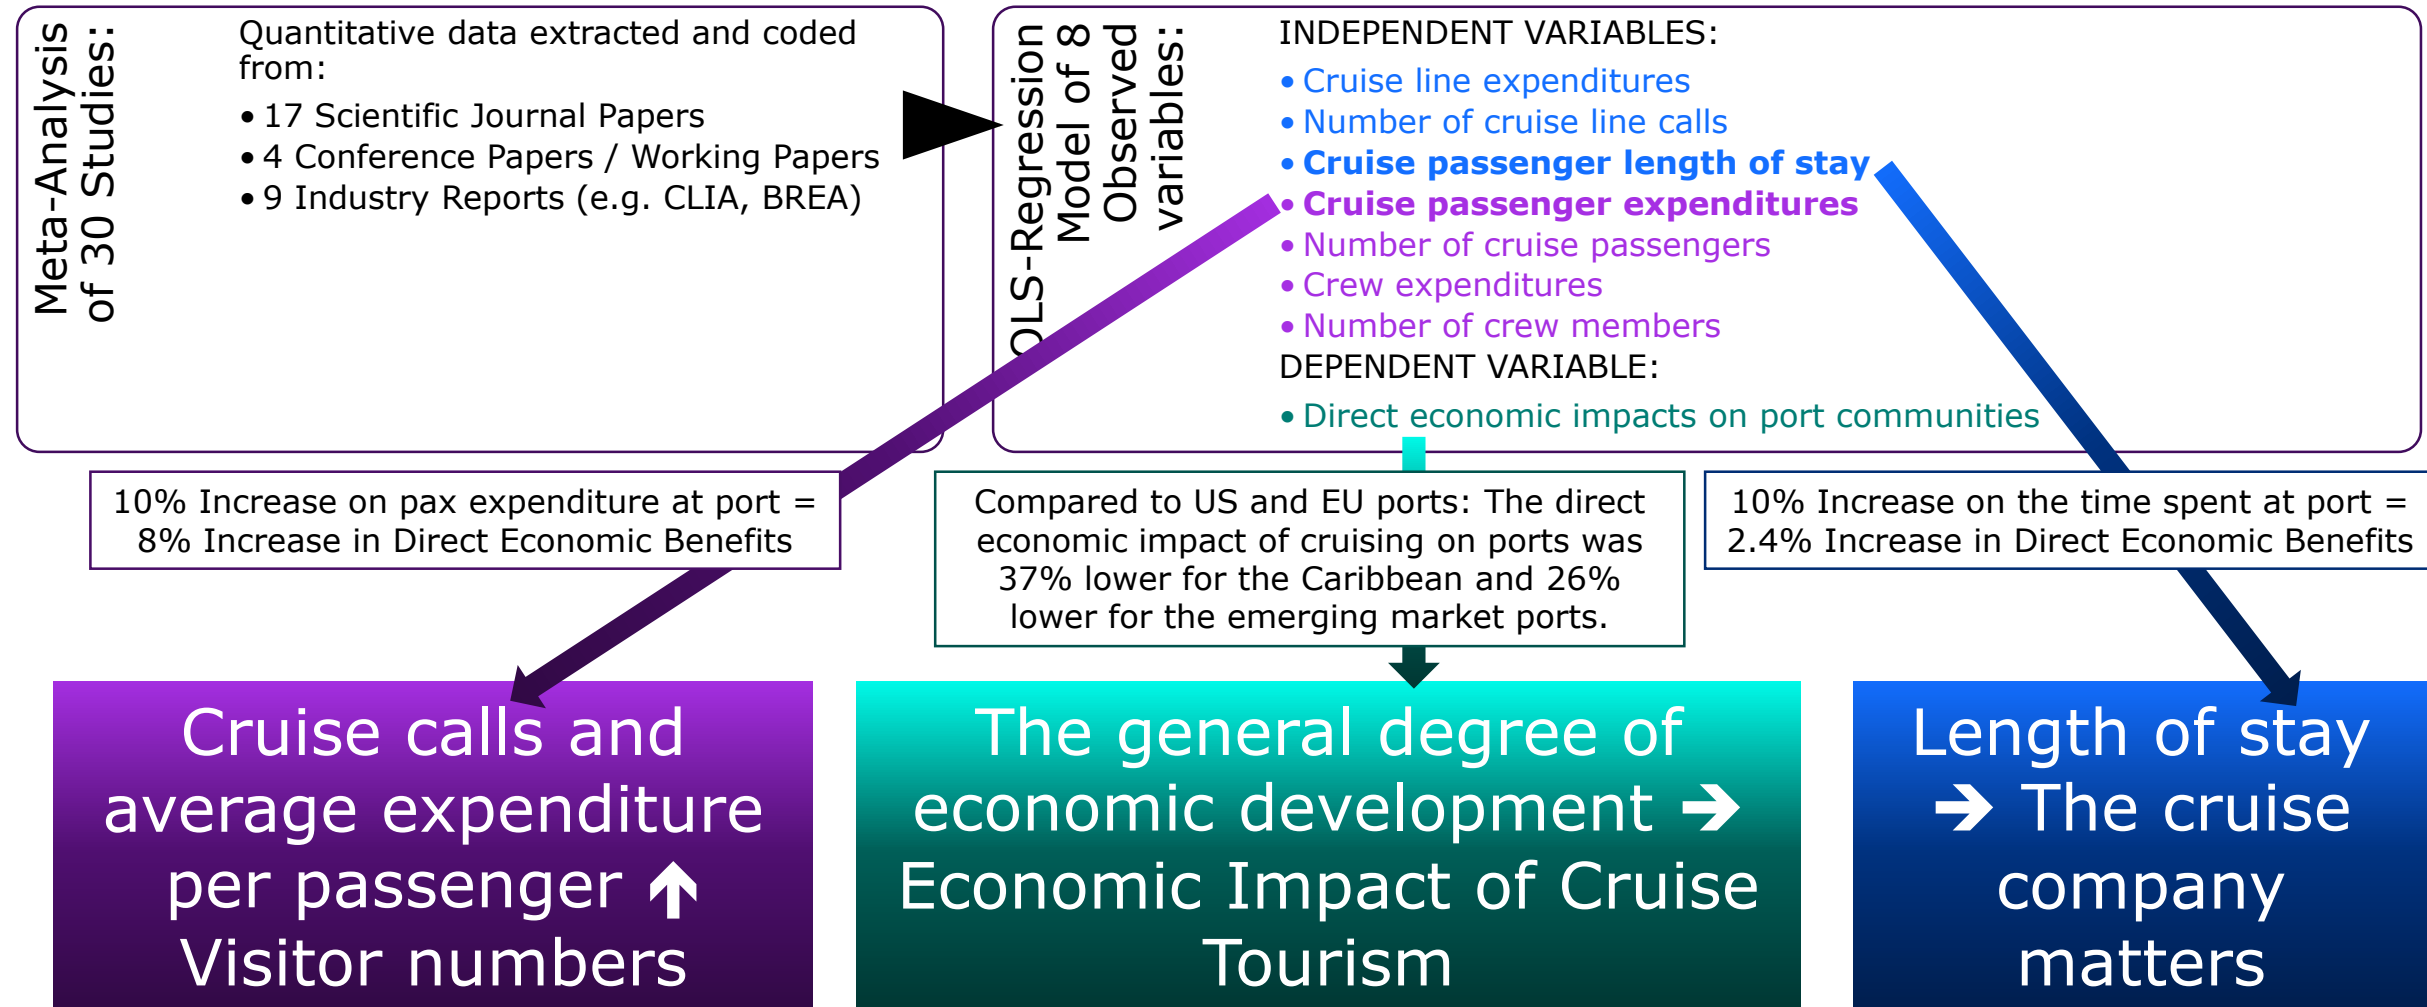 Meta-Analysis
of 30 Studies:
Quantitative data extracted and coded
from:
• 17 Scientific Journal Papers
• 4 Conference Papers / Working Papers
• 9 Industry Reports (e.g. CLIA, BREA)
OLS-Regression
Model of 8
Observed
variables:
INDEPENDENT VARIABLES:
• Cruise line expenditures
• Number of cruise line calls
• Cruise passenger length of stay
• Cruise passenger expenditures
• Number of cruise passengers
• Crew expenditures
• Number of crew members
DEPENDENT VARIABLE:
• Direct economic impacts on port communities
10% Increase on pax expenditure at port =
8% Increase in Direct Economic Benefits
Compared to US and EU ports: The direct
economic impact of cruising on ports was
37% lower for the Caribbean and 26%
lower for the emerging market ports.
10% Increase on the time spent at port =
2.4% Increase in Direct Economic Benefits
Cruise calls and
average expenditure
per passenger 🡹
Visitor numbers
The general degree of
economic development ➔
Economic Impact of Cruise
Tourism
Length of stay
➔ The cruise
company
matters